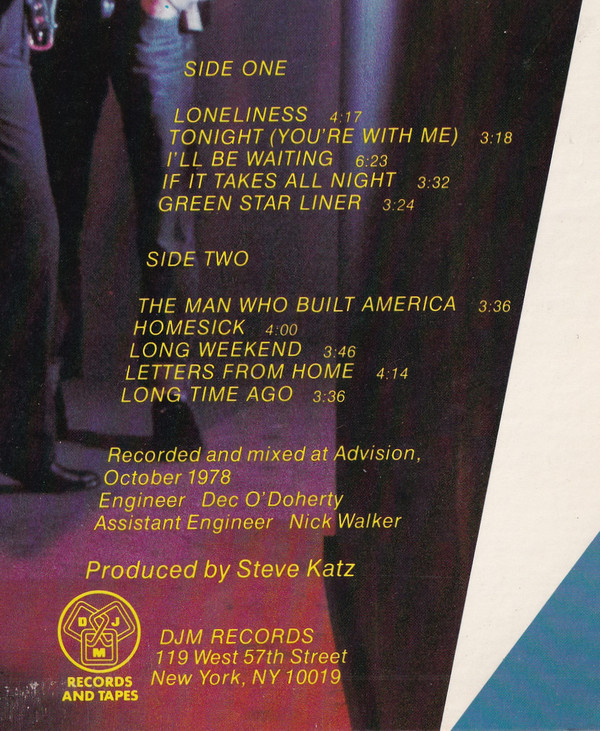 SIDE ONE
LONELINESS 4:17
TONIGHT (YOU'RE WITH ME) 3:18
I'LL BE WAITING 6:23
IF IT TAKES ALL NIGHT 3:32
GREEN STAR LINER 3:24
SIDE TWO
THE MAN WHO BUILT AMERICA 3:36
HOMESICK 4:00
LONG WEEKEND 3:46
LETTERS FROM HOME 4:14
LONG TIME AGO 3:36
Recorded and mixed at Advision,
October 1978
Engineer Dec O'Doherty
Assistant Engineer Nick Walker
Produced by Steve Katz
DJM
RECORDS
AND TAPES
DJM RECORDS
119 West 57th Street
New York, NY 10019